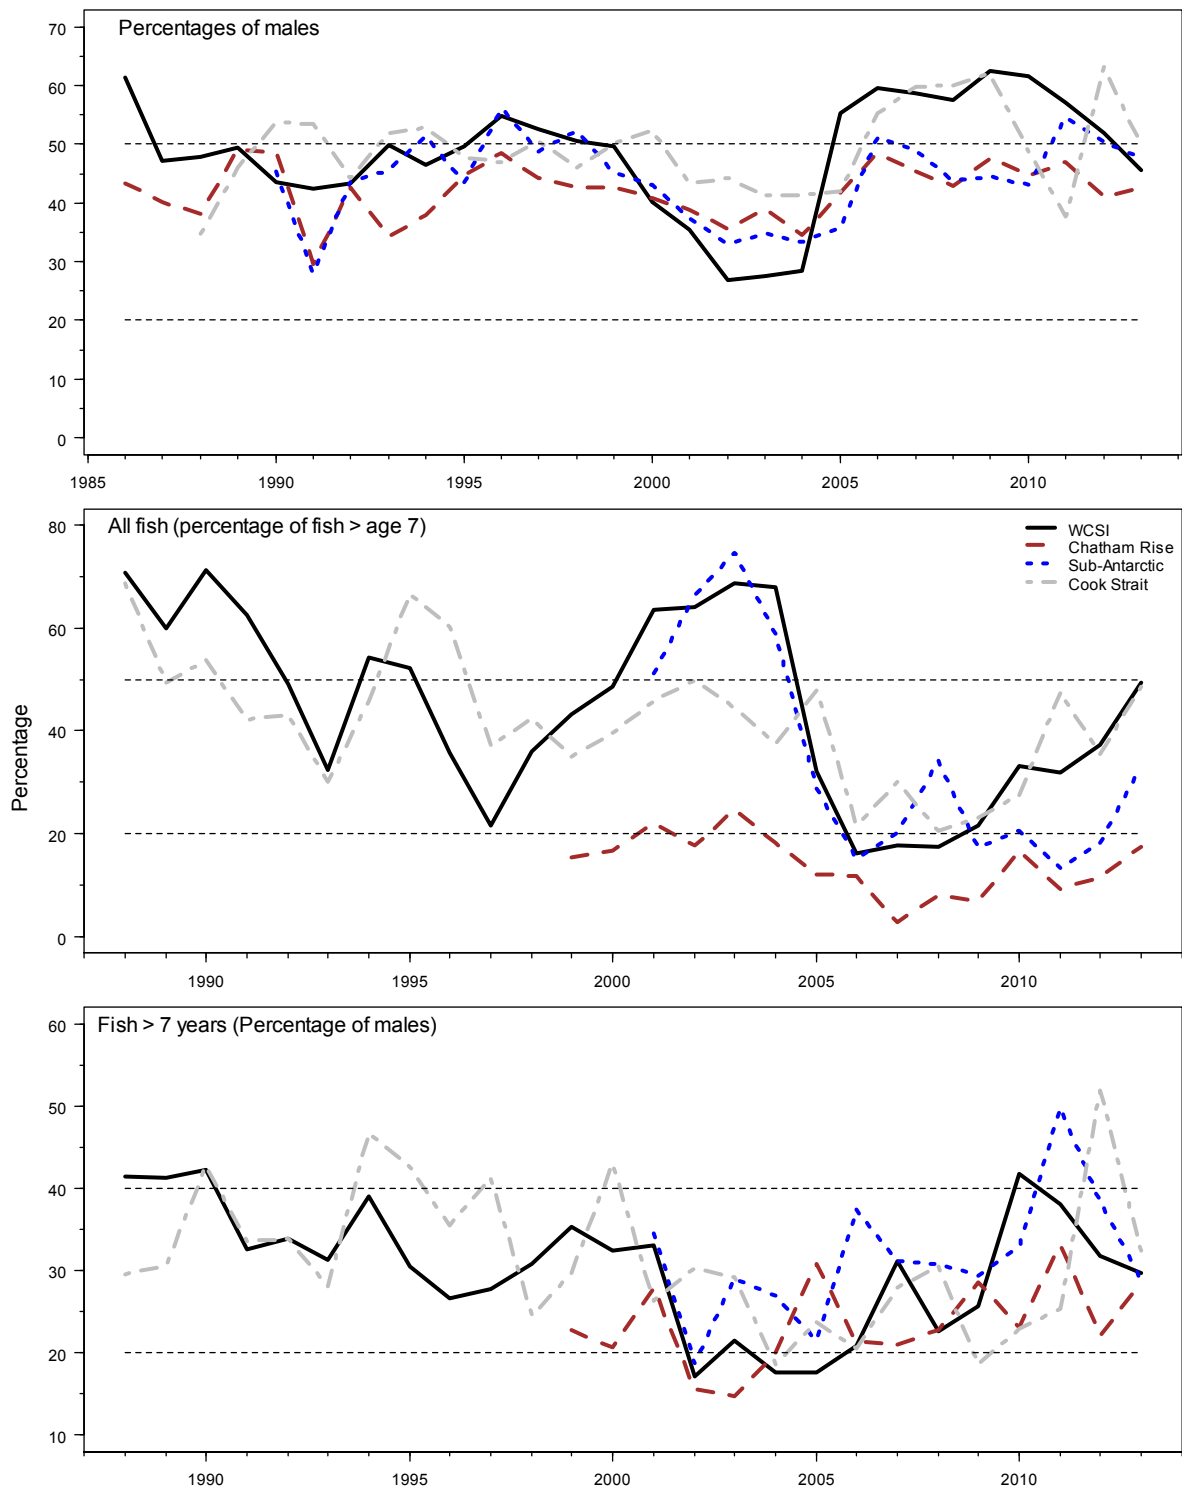 Percentages of males
70
60
50
40
30
20
10
0
1985 1990 1995 2000 2005 2010
All fish (percentage of fish > age 7)
WCSI
Chatham Rise
Sub-Antarctic
Cook Strait
Percentage
80
60
50
40
20
0
1990 1995 2000 2005 2010
Fish > 7 years (Percentage of males)
60
50
40
30
20
10
1990 1995 2000 2005 2010